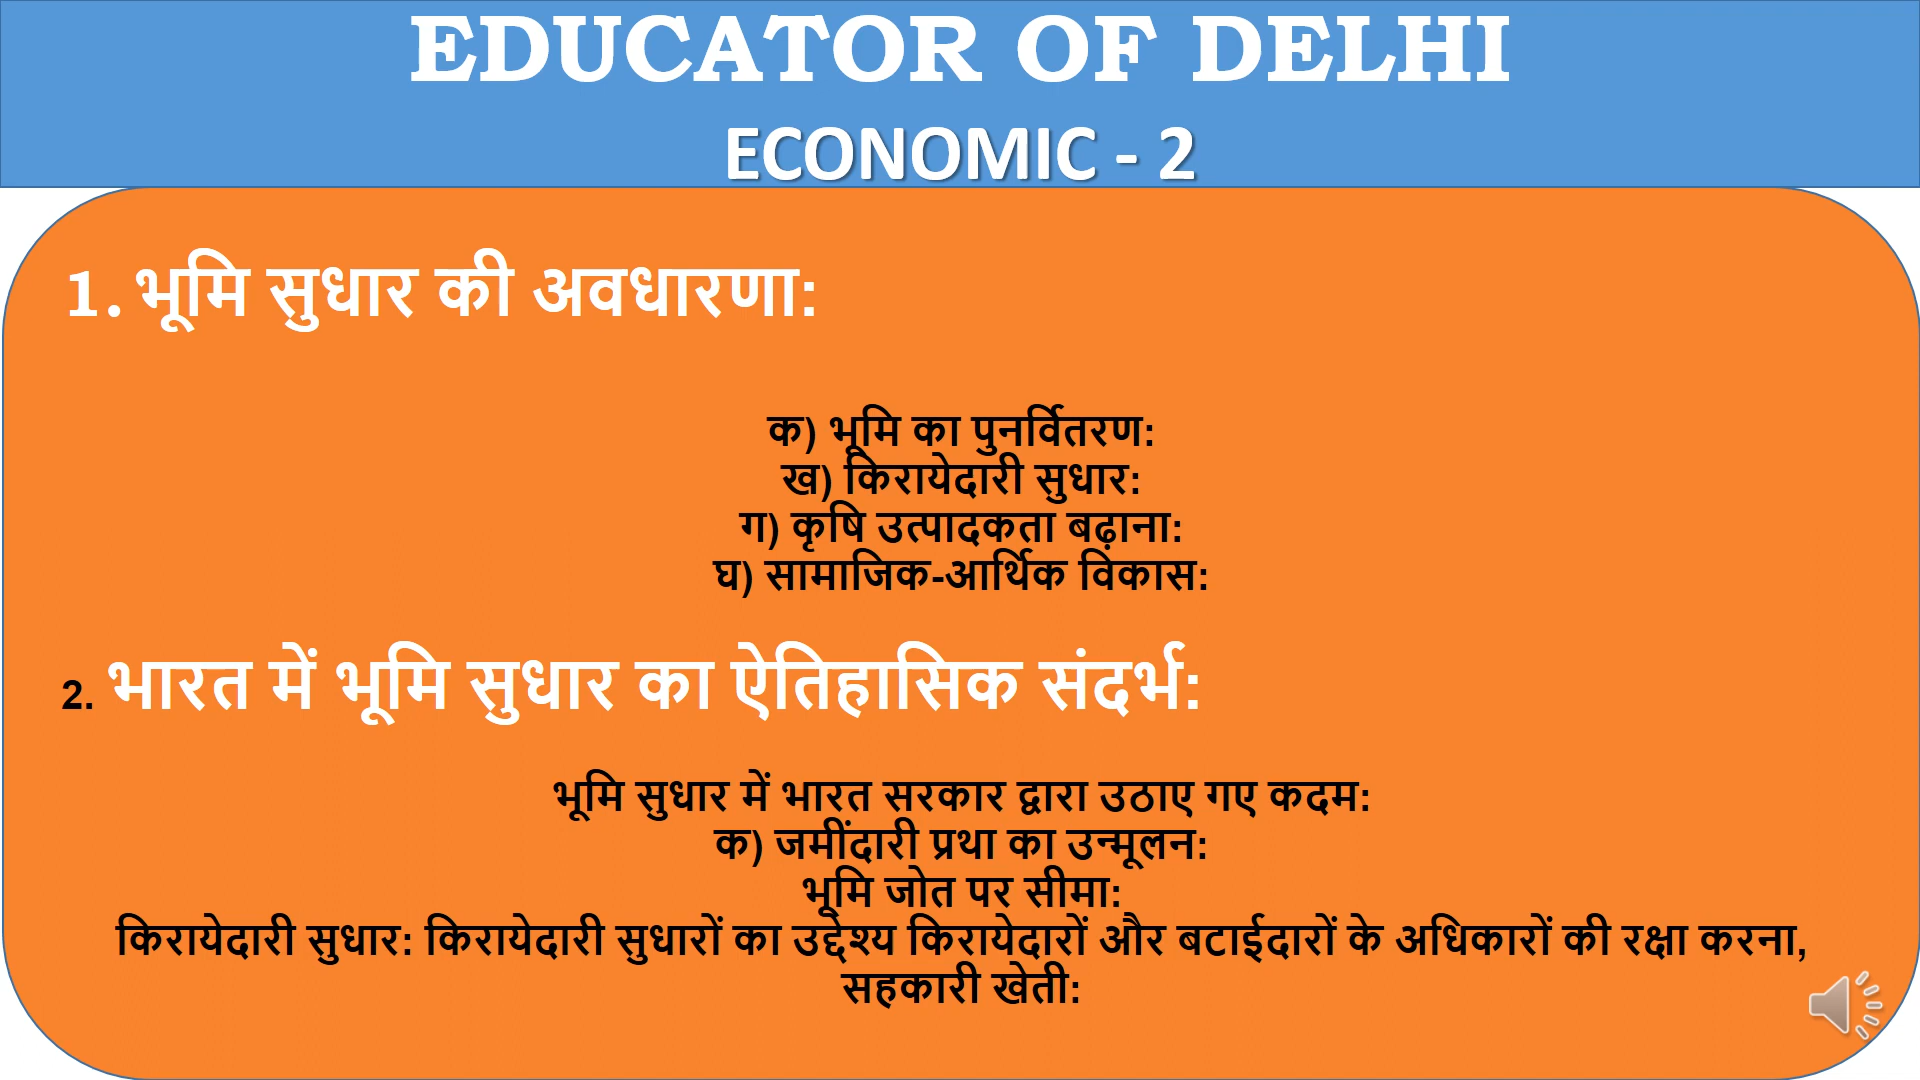 EDUCATOR OF DELHI
ECONOMIC - 2
1. भूमि सुधार की अवधारणा:
क) भूमि का पुनर्वितरण:
ख) किरायेदारी सुधार:
ग) कृषि उत्पादकता बढ़ाना:
घ) सामाजिक-आर्थिक विकास:
2. भारत में भूमि सुधार का ऐतिहासिक संदर्भ:
भूमि सुधार में भारत सरकार द्वारा उठाए गए कदम:
क) जमींदारी प्रथा का उन्मूलन:
भूमि जोत पर सीमा:
किरायेदारी सुधार: किरायेदारी सुधारों का उद्देश्य किरायेदारों और बटाईदारों के अधिकारों की रक्षा करना,
सहकारी खेती: